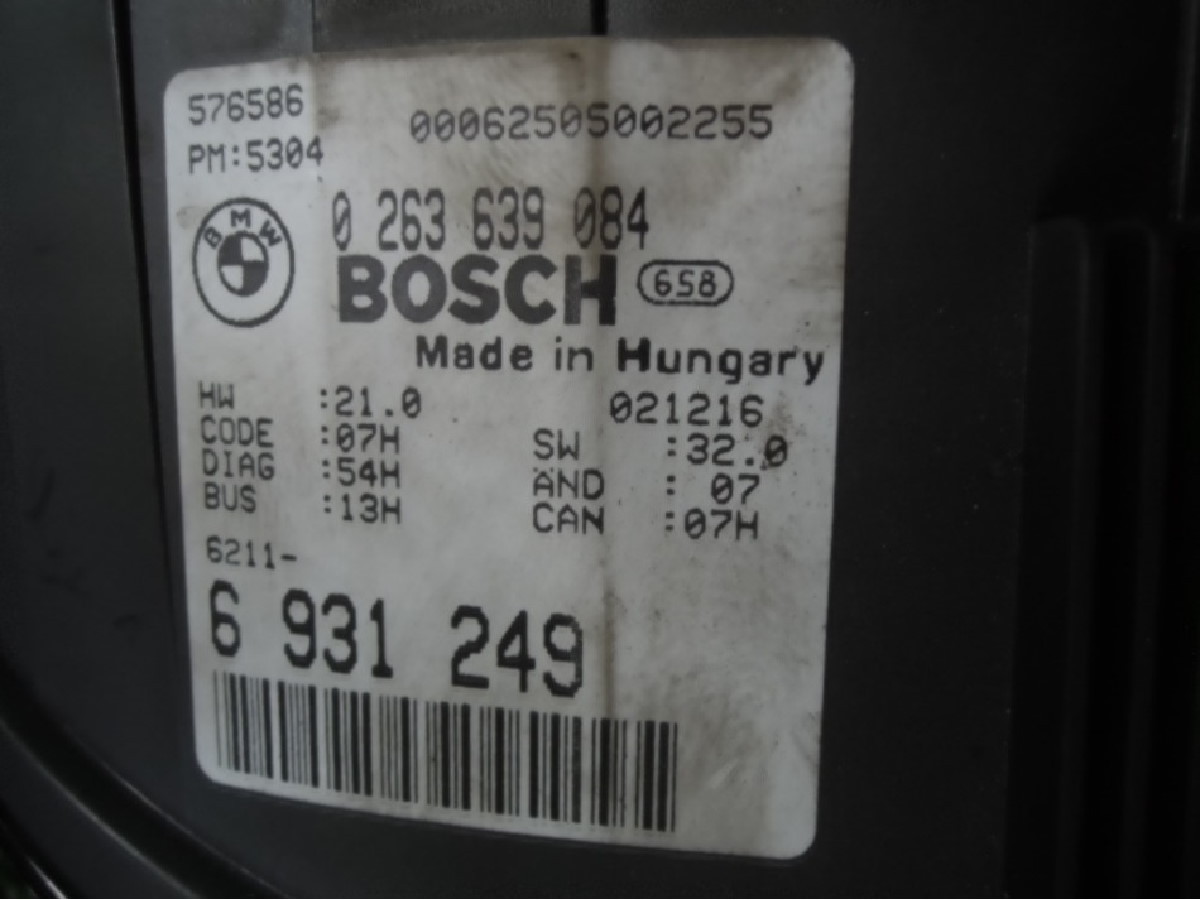 576586
00062505002255
PM:5304
BMW
0 263 639 084
BOSCH 658
Made in Hungary
HW :21.0 021216
CODE :07H SW :32.0
DIAG :54H ÄND : 07
BUS :13H CAN :07H
6211-
6 931 249